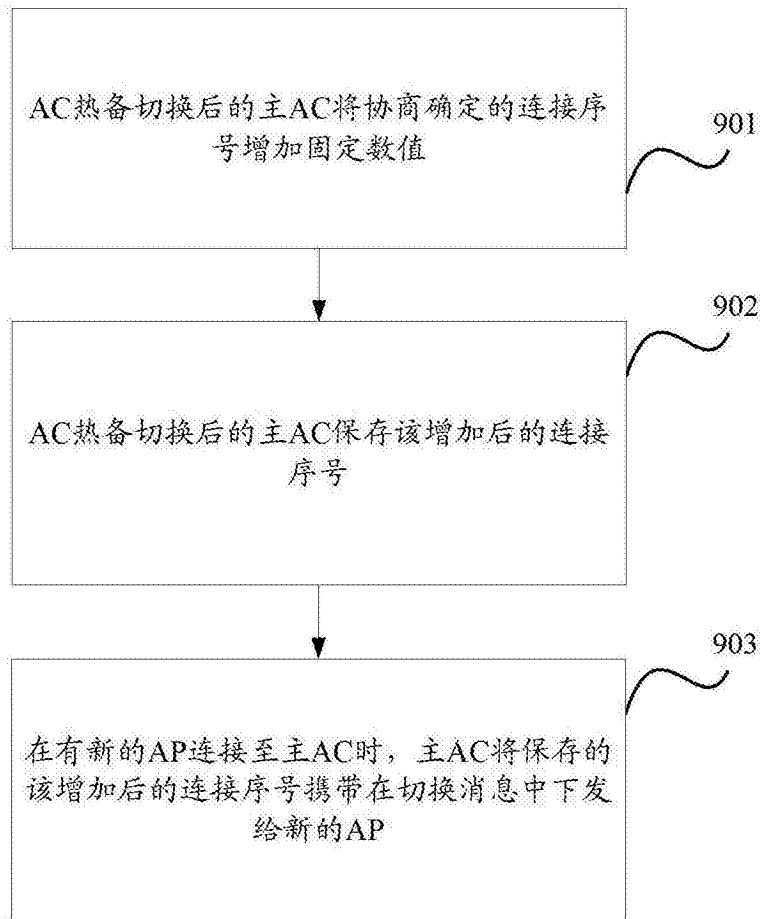 AC热备切换后的主AC将协商确定的连接序
号增加固定数值
901
902
AC热备切换后的主AC保存该增加后的连接
序号
903
在有新的AP连接至主AC时，主AC将保存的
该增加后的连接序号携带在切换消息中下发
给新的AP